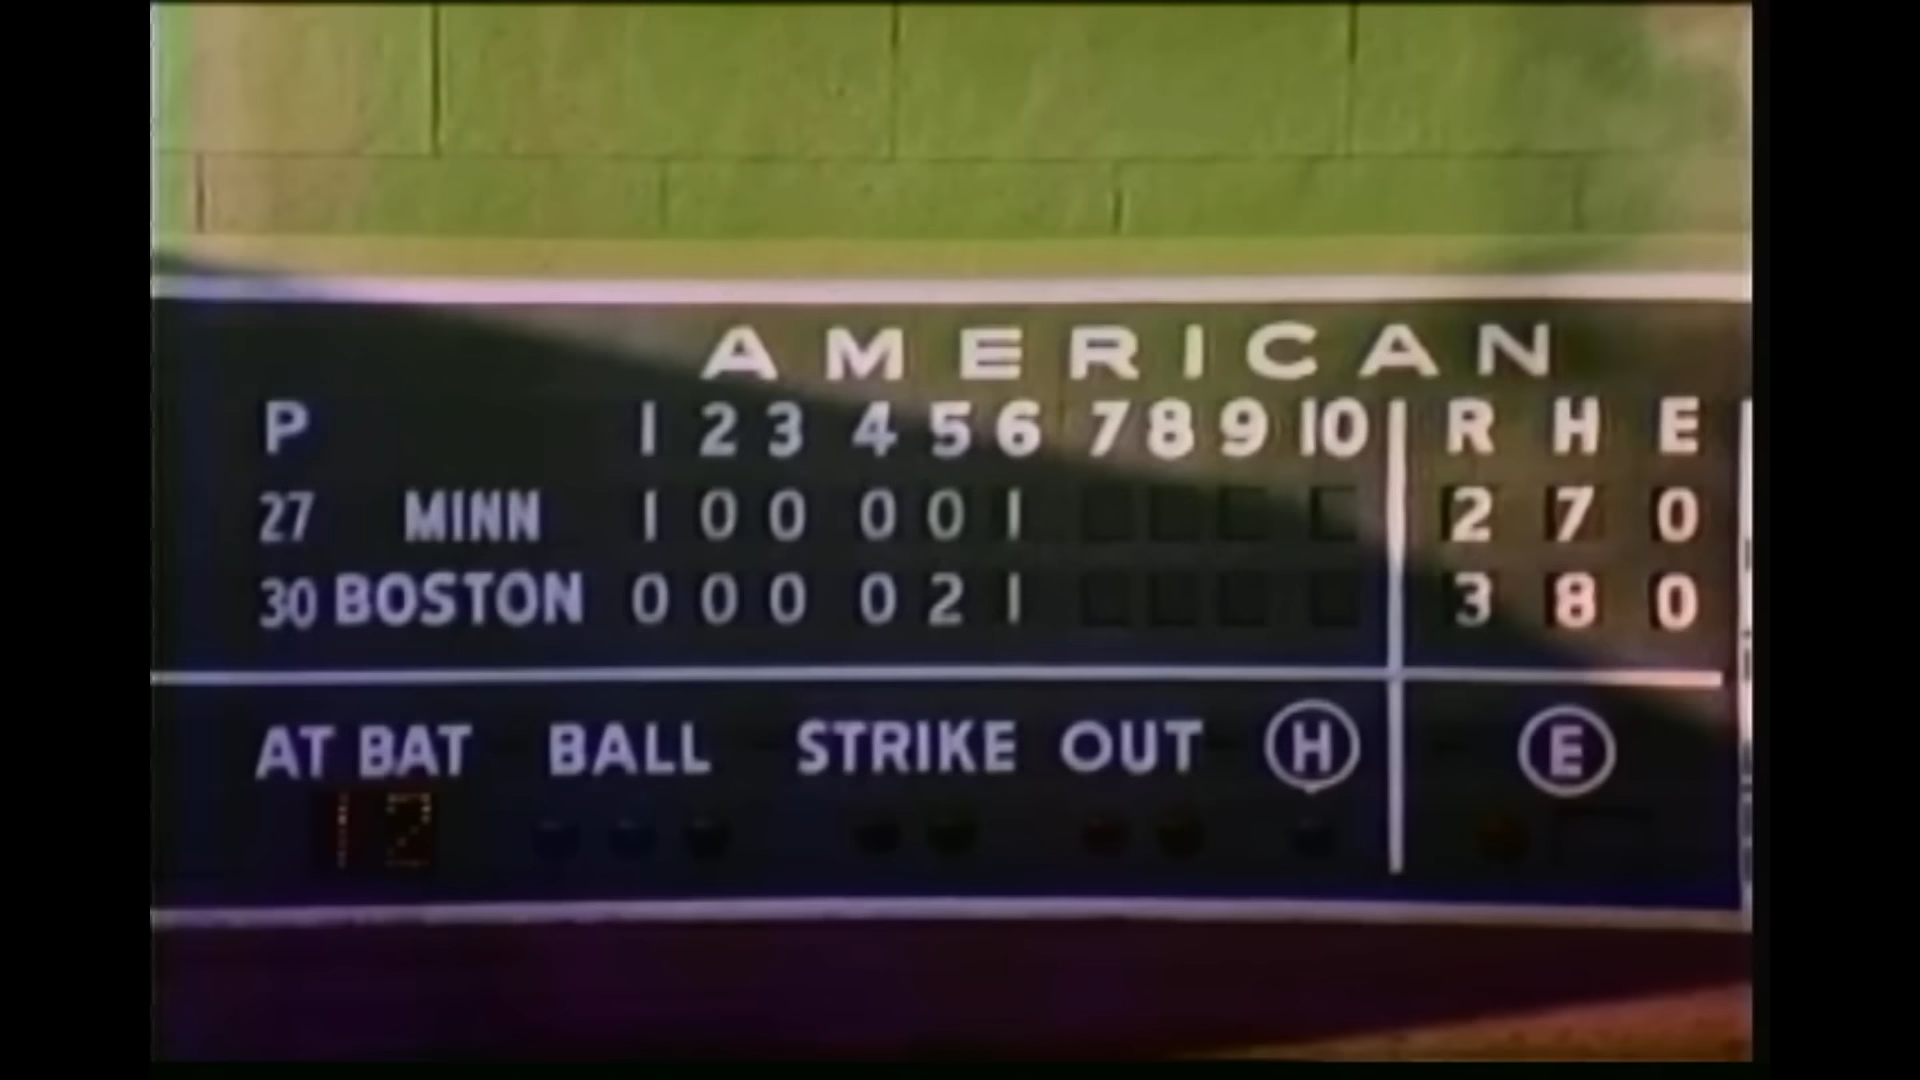 AMERICAN
P 1 2 3 4 5 6 7 8 9 10 R H E
27 MINN 1 0 0 0 0 1 2 7 0
30 BOSTON 0 0 0 0 2 1 3 8 0
AT BAT BALL STRIKE OUT H E
12